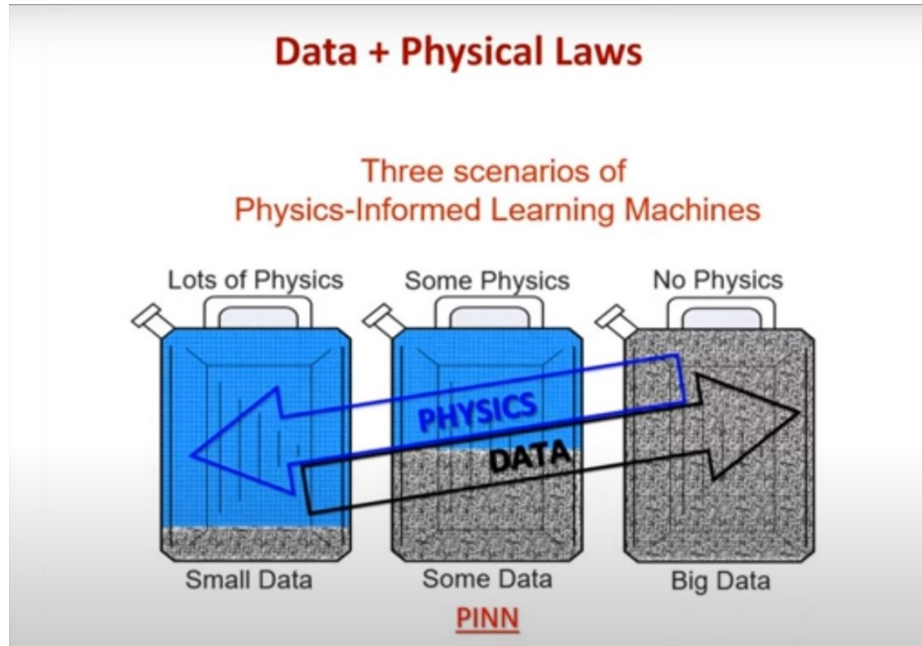 Data + Physical Laws
Three scenarios of
Physics-Informed Learning Machines
Lots of Physics
Some Physics
No Physics
PHYSICS
DATA
Small Data
Some Data
Big Data
PINN